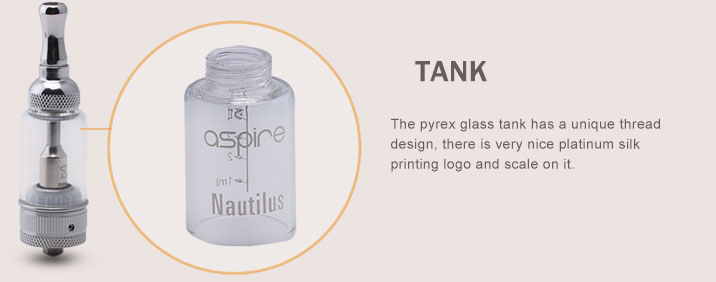 TANK
The pyrex glass tank has a unique thread
design, there is very nice platinum silk
printing logo and scale on it.
aspire
2
1ml
Nautilus